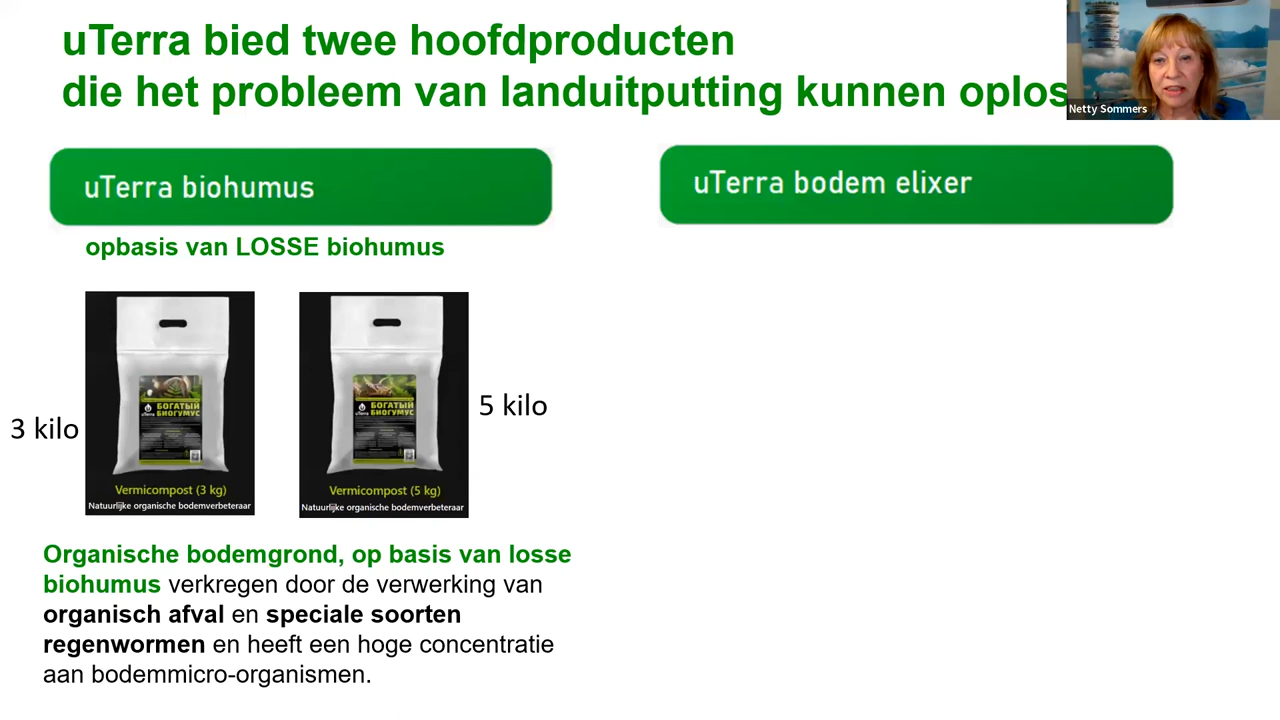 uTerra bied twee hoofdproducten
die het probleem van landuitputting kunnen oplos
Netty Sommers
uTerra biohumus
uTerra bodem elixer
opbasis van LOSSE biohumus
3 kilo
uTerra
БОГАТЫЙ
БИОГУМУС
Vermicompost (3 kg)
Natuurlijke organische bodemverbeteraar
uTerra
БОГАТЫЙ
БИОГУМУС
Vermicompost (5 kg)
Natuurlijke organische bodemverbeteraar
5 kilo
Organische bodemgrond, op basis van losse
biohumus verkregen door de verwerking van
organisch afval en speciale soorten
regenwormen en heeft een hoge concentratie
aan bodemmicro-organismen.